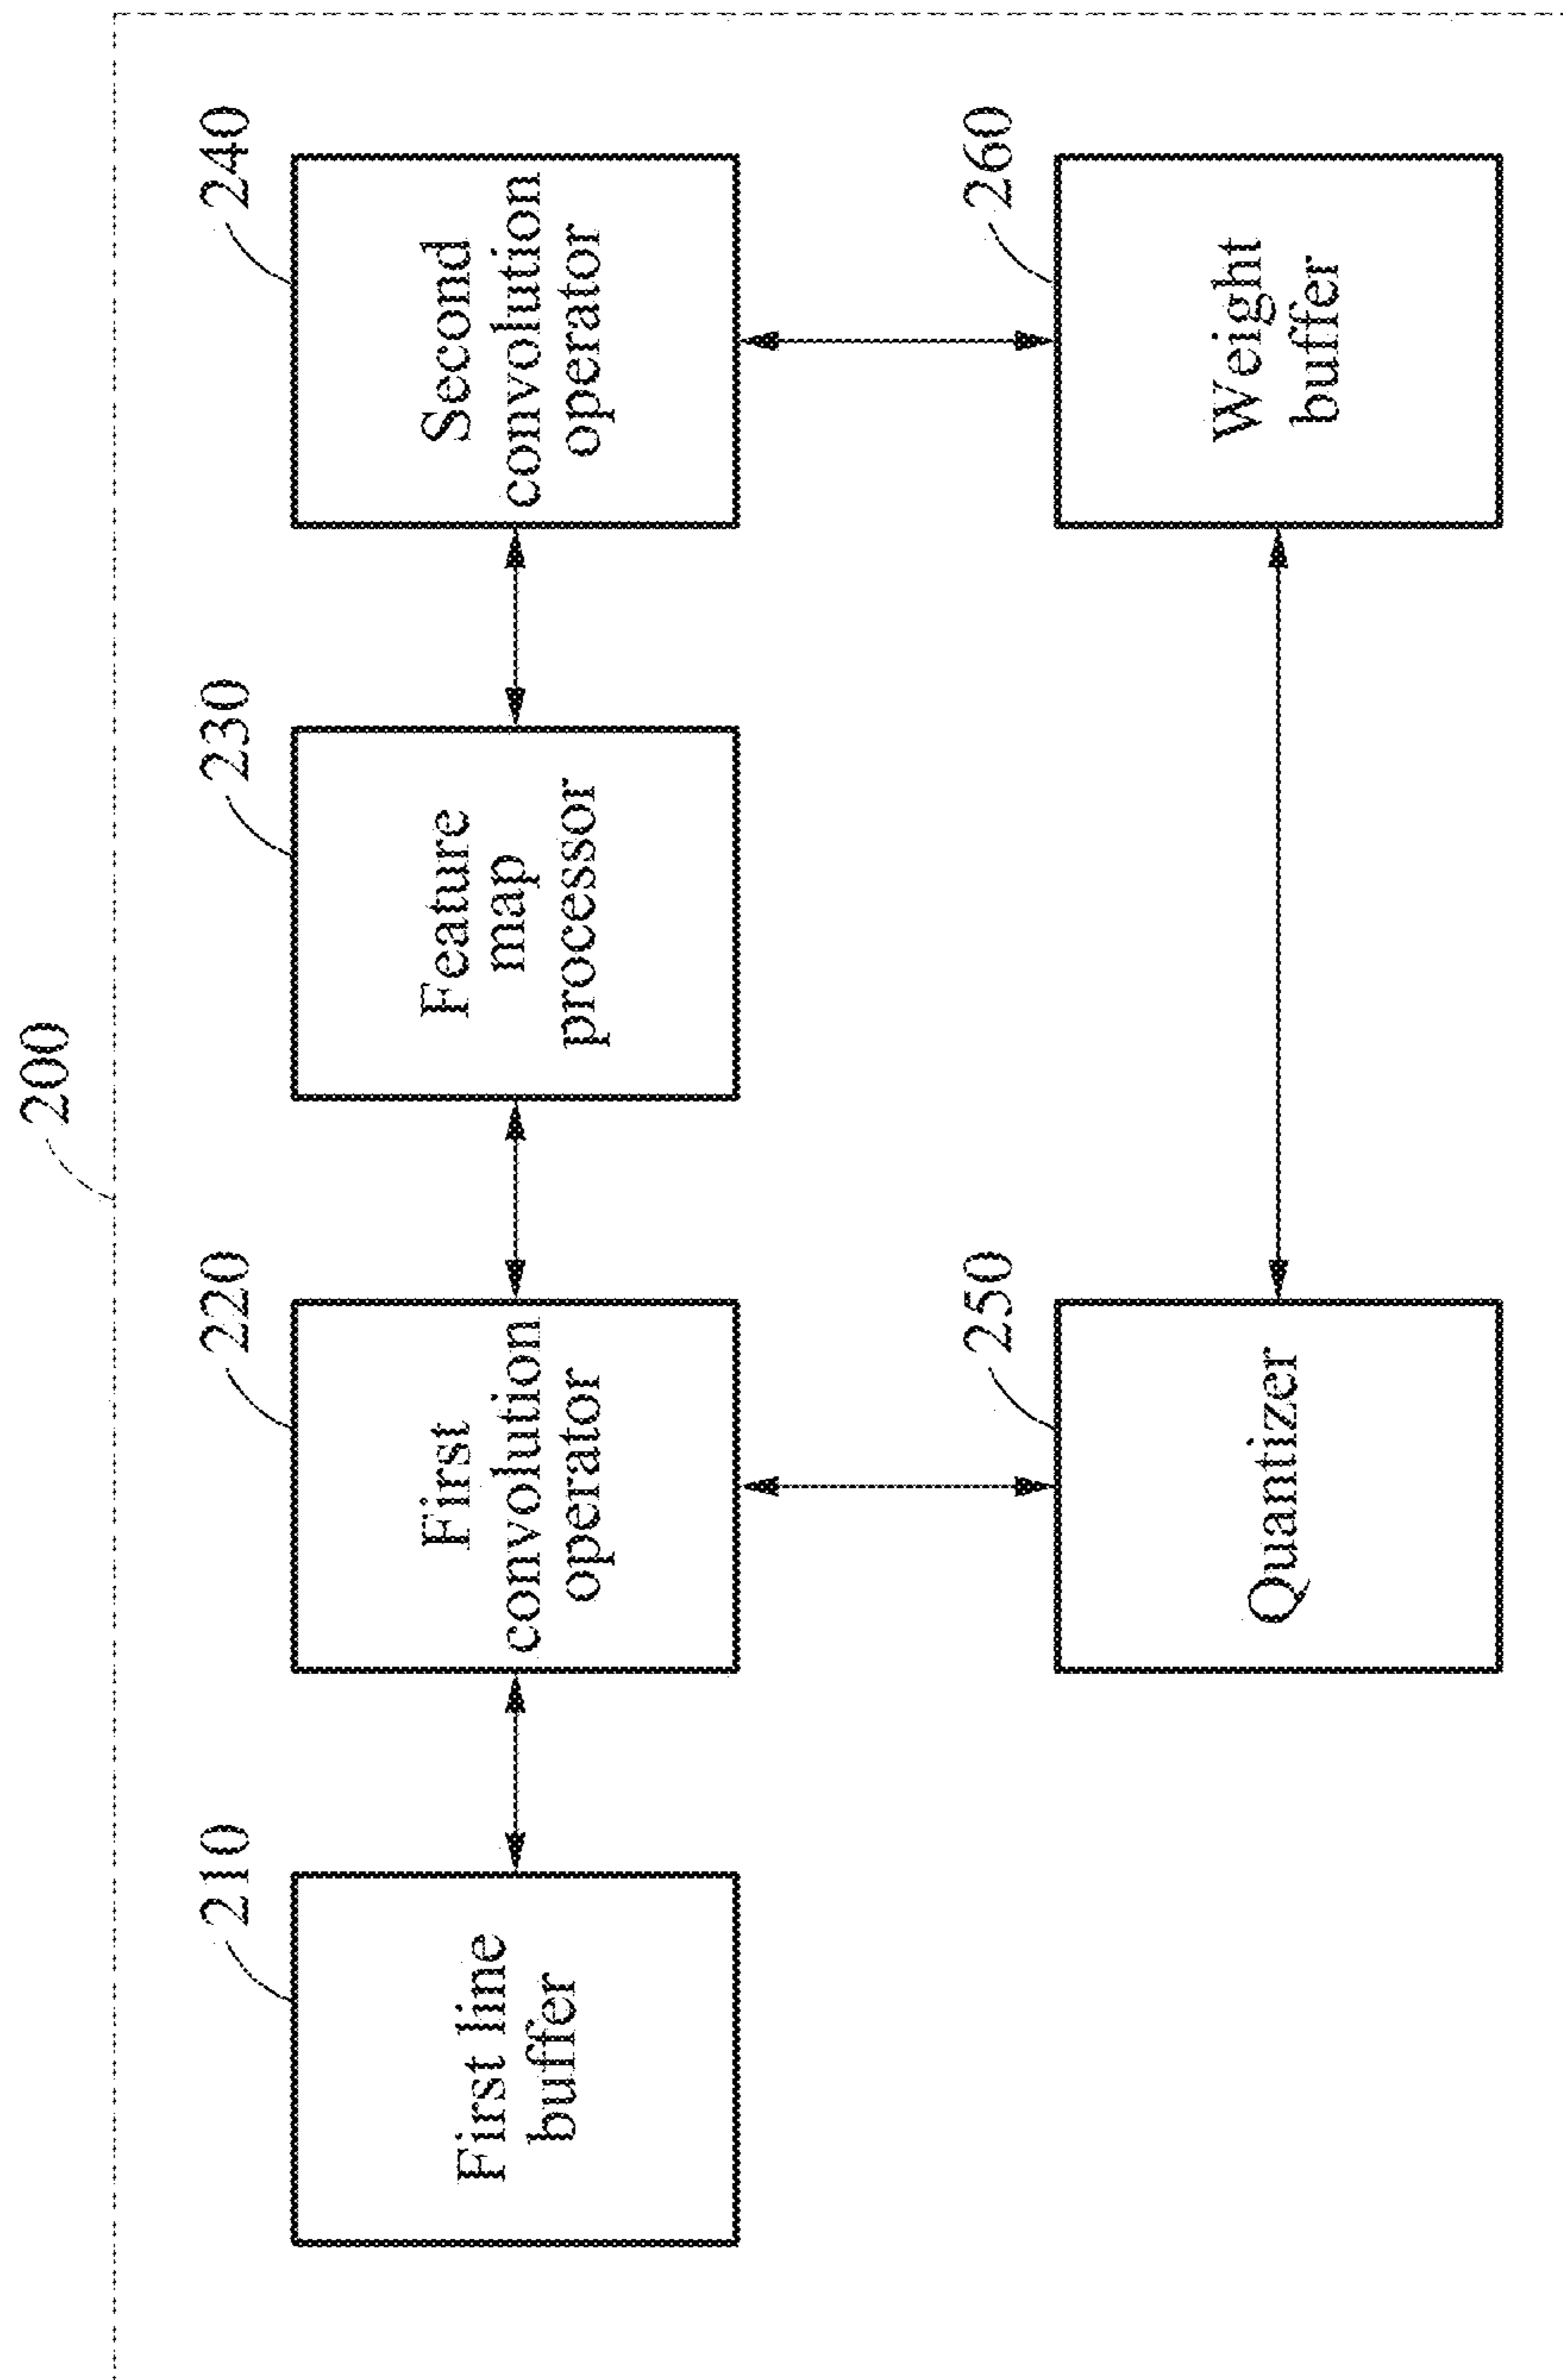 200
210
First line
buffer
220
First
convolution
operator
230
Feature
map
processor
240
Second
convolution
operator
250
Quantizer
260
Weight
buffer